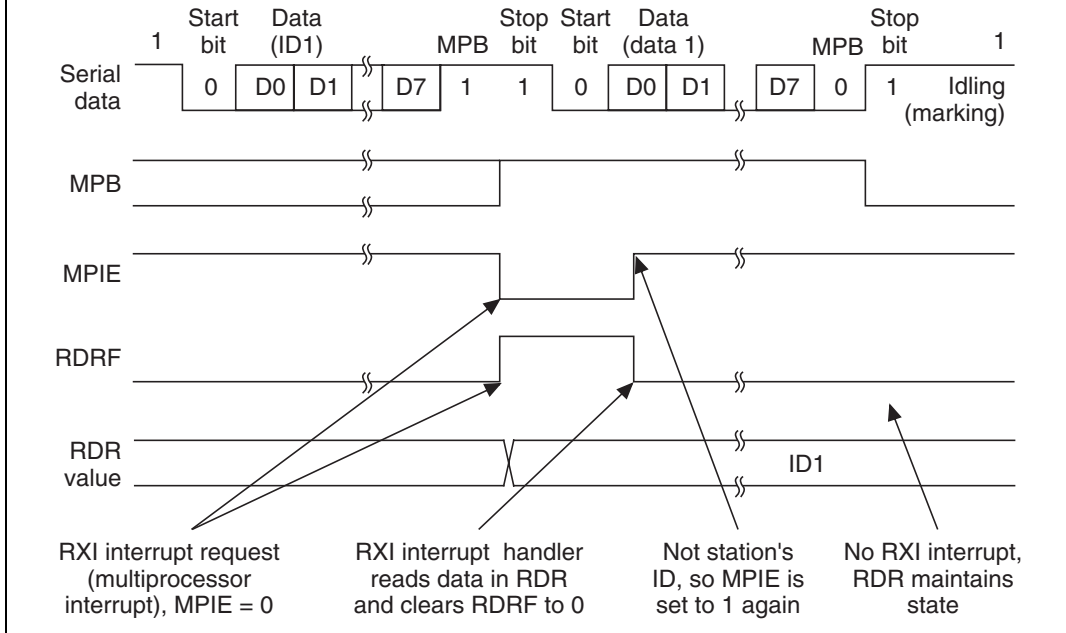 Start Data Stop Start Data Stop
1 bit (ID1) MPB bit bit (data 1) MPB bit 1
Serial data
0 D0 D1 D7 1 1 0 D0 D1 D7 0 1 Idling (marking)
MPB
MPIE
RDRF
RDR
value
ID1
RXI interrupt request
(multiprocessor
interrupt), MPIE = 0
RXI interrupt handler
reads data in RDR
and clears RDRF to 0
Not station's
ID, so MPIE is
set to 1 again
No RXI interrupt,
RDR maintains
state